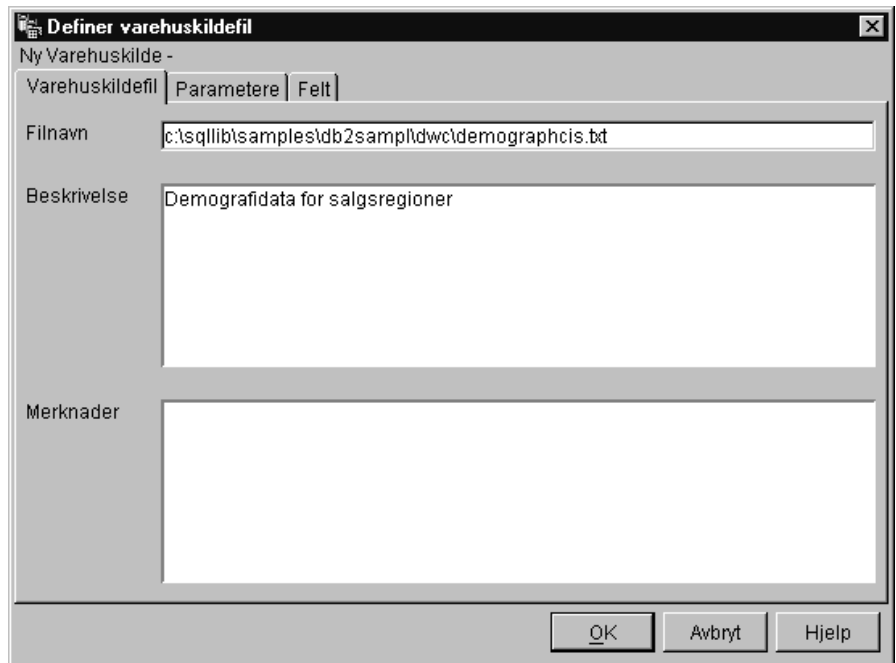 Definer varehuskildefil
Ny Varehuskilde -
Varehuskildefil Parametere Felt
Filnavn c:\sqllib\samples\db2sampl\dwc\demographcis.txt
Beskrivelse Demografidata for salgsregioner
Merknader
OK Avbryt Hjelp